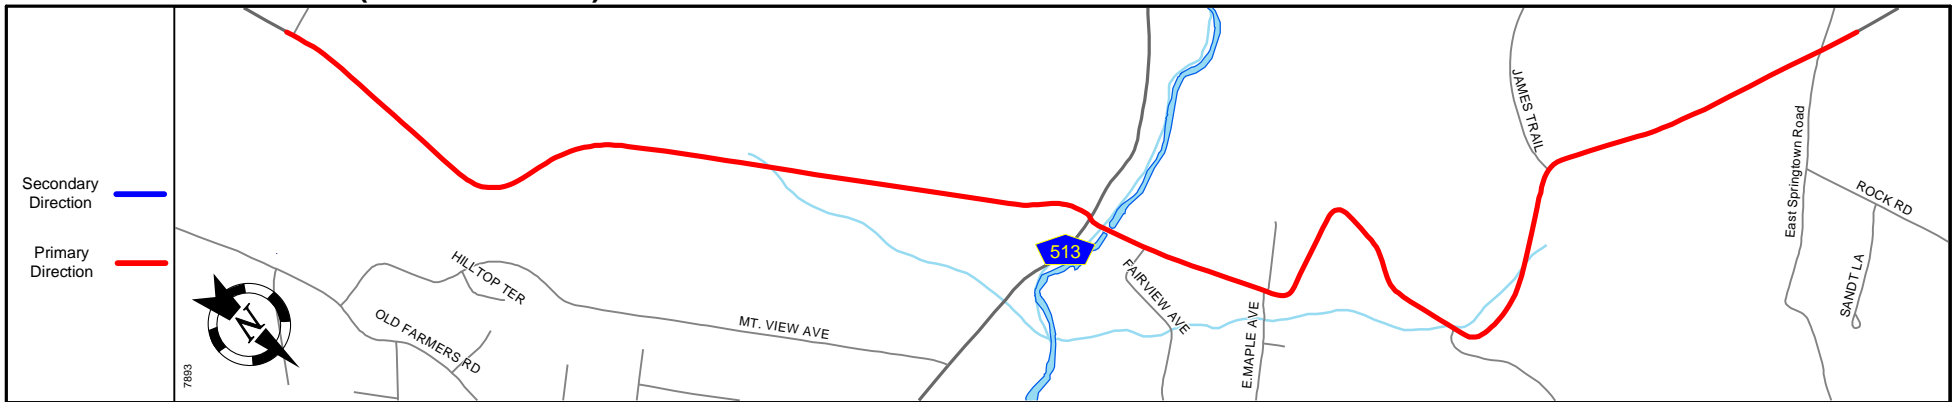 Secondary
Direction
Primary
Direction
7893
N
HILLTOP TER
OLD FARMERS RD
MT. VIEW AVE
513
FAIRVIEW AVE
E.MAPLE AVE
JAMES TRAIL
East Springtown Road
ROCK RD
SANDT LA